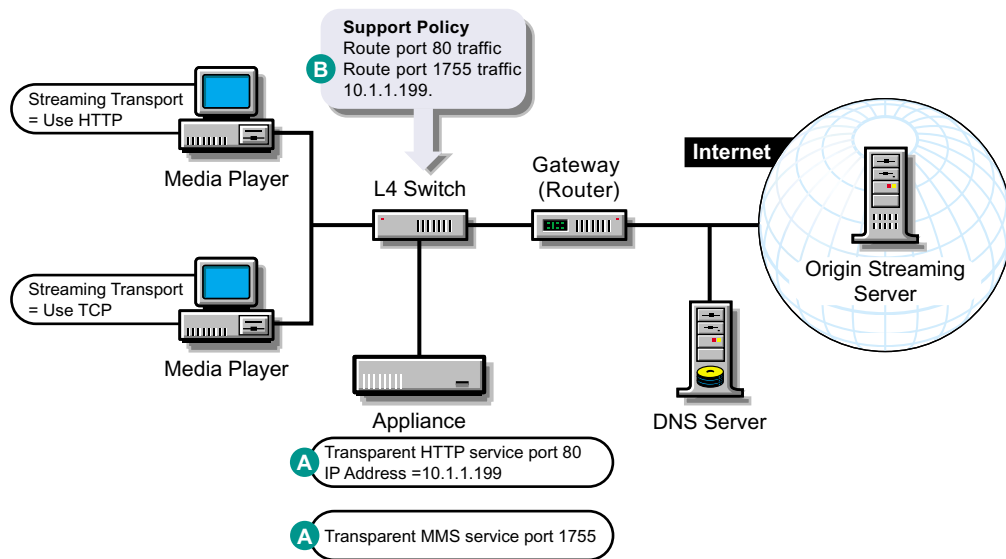 Support Policy
Route port 80 traffic
B
Route port 1755 traffic
10.1.1.199.
Streaming Transport
= Use HTTP
Media Player
L4 Switch
Gateway
(Router)
Internet
Origin Streaming
Server
Streaming Transport
= Use TCP
Media Player
Appliance
DNS Server
A
Transparent HTTP service port 80
IP Address =10.1.1.199
A
Transparent MMS service port 1755